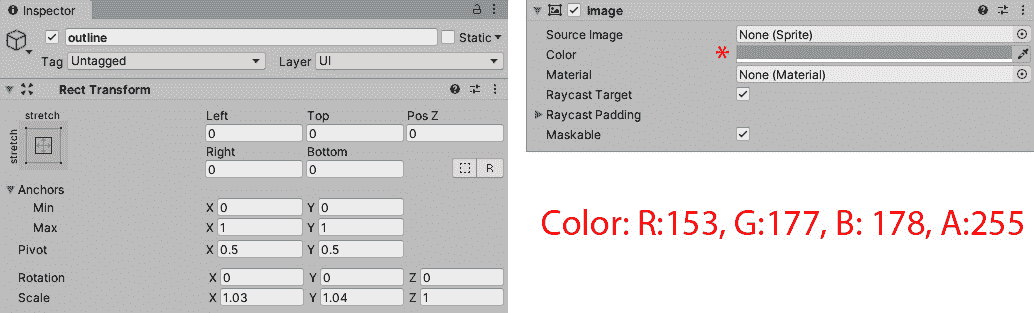 Inspector
outline
Static
Tag Untagged Layer UI
Rect Transform
stretch
stretch
Left Top Pos Z
0 0 0
Right Bottom
0 0
R
Anchors
Min X 0 Y 0
Max X 1 Y 1
Pivot X 0.5 Y 0.5
Rotation X 0 Y 0 Z 0
Scale X 1.03 Y 1.04 Z 1
Image
Source Image None (Sprite)
Color *
Material None (Material)
Raycast Target
Raycast Padding
Maskable
Color: R:153, G:177, B: 178, A:255